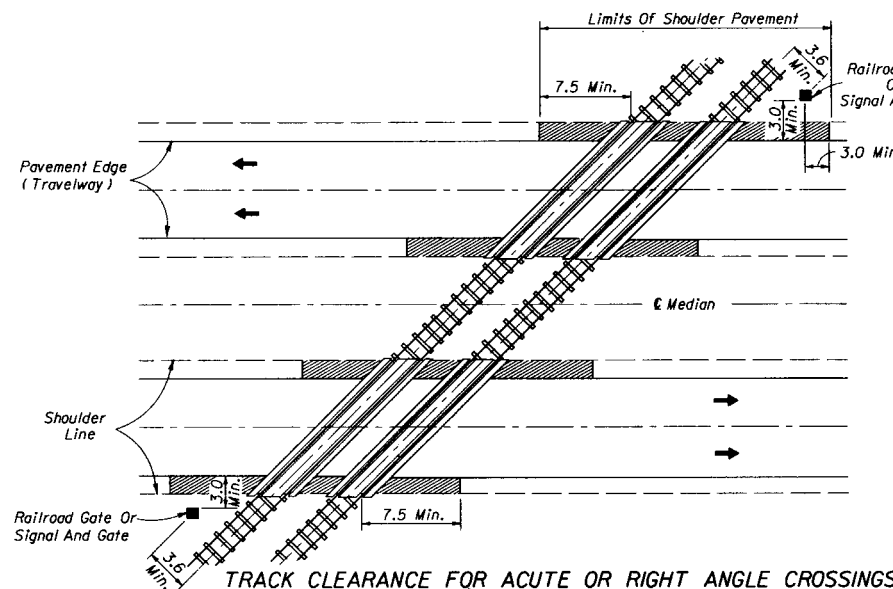 Limits Of Shoulder Pavement
3.6
Min.
7.5 Min.
Railroad
Signal A
3.0
Min.
3.0 Min
Pavement Edge
(Travelway)
℄ Median
Shoulder
Line
3.0
Min.
7.5 Min.
Railroad Gate Or
Signal And Gate
3.6
Min.
TRACK CLEARANCE FOR ACUTE OR RIGHT ANGLE CROSSINGS